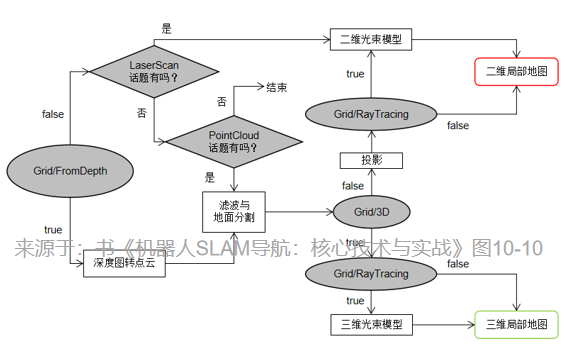 是
LaserScan
话题有吗？
二维光束模型
true
二维局部地图
false
否
否
结束
Grid/RayTracing
false
PointCloud
话题有吗？
Grid/FromDepth
投影
是
false
滤波与
地面分割
Grid/3D
true
来源于：书《机器人SLAM导航：核心技术与实战》图10-10
true
深度图转点云
Grid/RayTracing
false
true
三维光束模型
三维局部地图